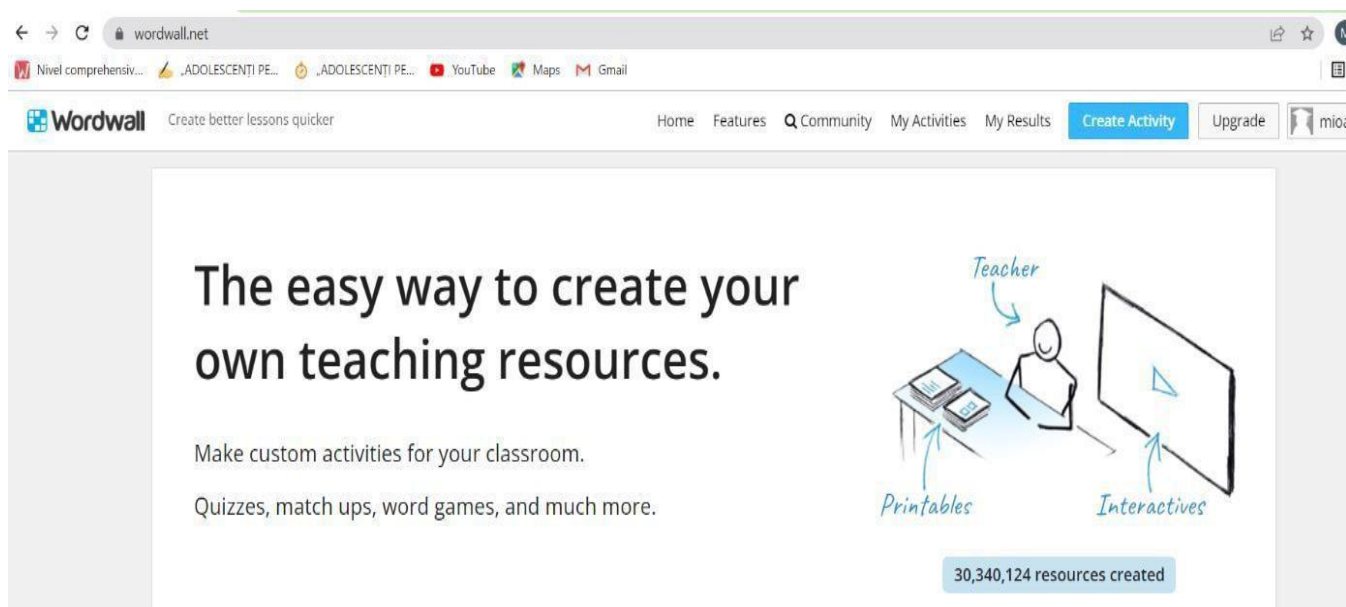 wordwall.net
Nivel comprehensiv... „ADOLESCENȚI PE... „ADOLESCENȚI PE... YouTube Maps Gmail
Wordwall Create better lessons quicker Home Features Community My Activities My Results Create Activity Upgrade mioa
Teacher
The easy way to create your
own teaching resources.
Make custom activities for your classroom.
Quizzes, match ups, word games, and much more.
Printables Interactives
30,340,124 resources created